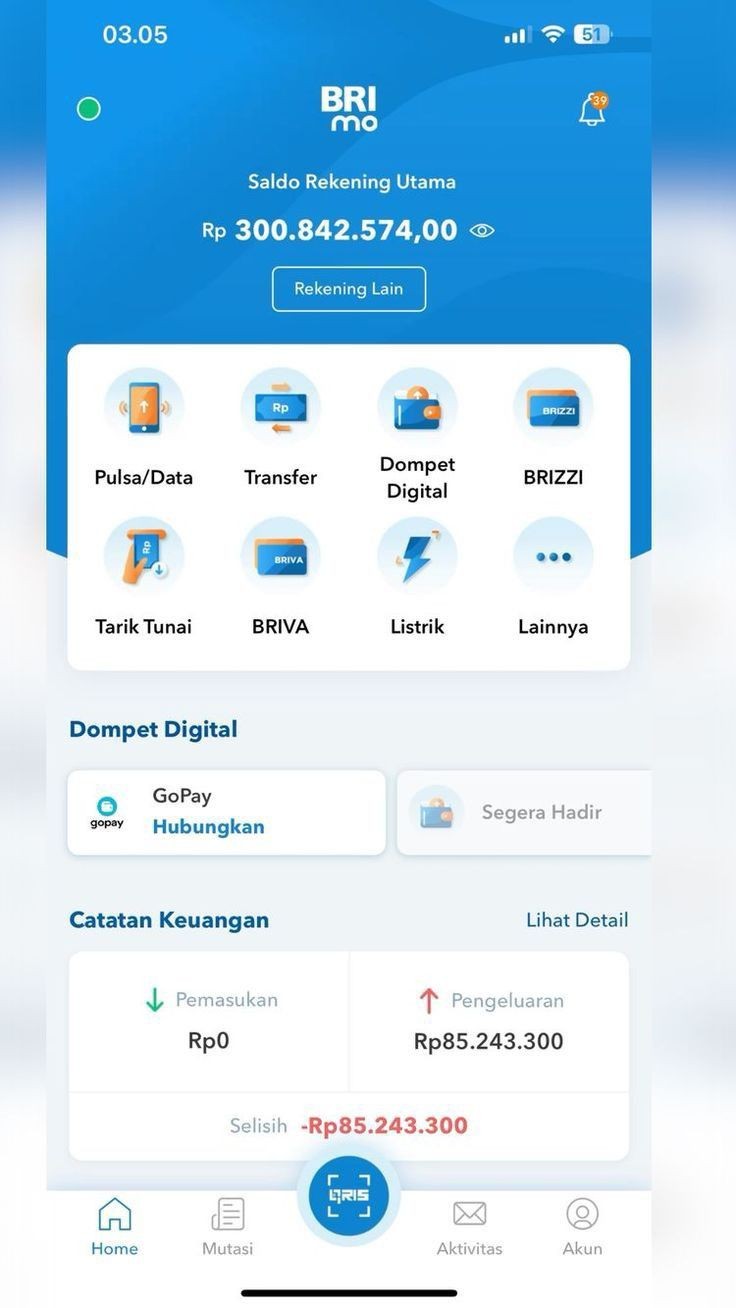 03.05
51
BRI
mo
39
Saldo Rekening Utama
Rp 300.842.574,00
Rekening Lain
Rp
BRIZZI
Pulsa/Data
Transfer
Dompet
Digital
BRIZZI
Rp
BRIVA
Tarik Tunai
BRIVA
Listrik
Lainnya
Dompet Digital
gopay
GoPay
Hubungkan
Segera Hadir
Catatan Keuangan
Lihat Detail
Pemasukan
Rp0
Pengeluaran
Rp85.243.300
Selisih -Rp85.243.300
QRIS
Home
Mutasi
Aktivitas
Akun